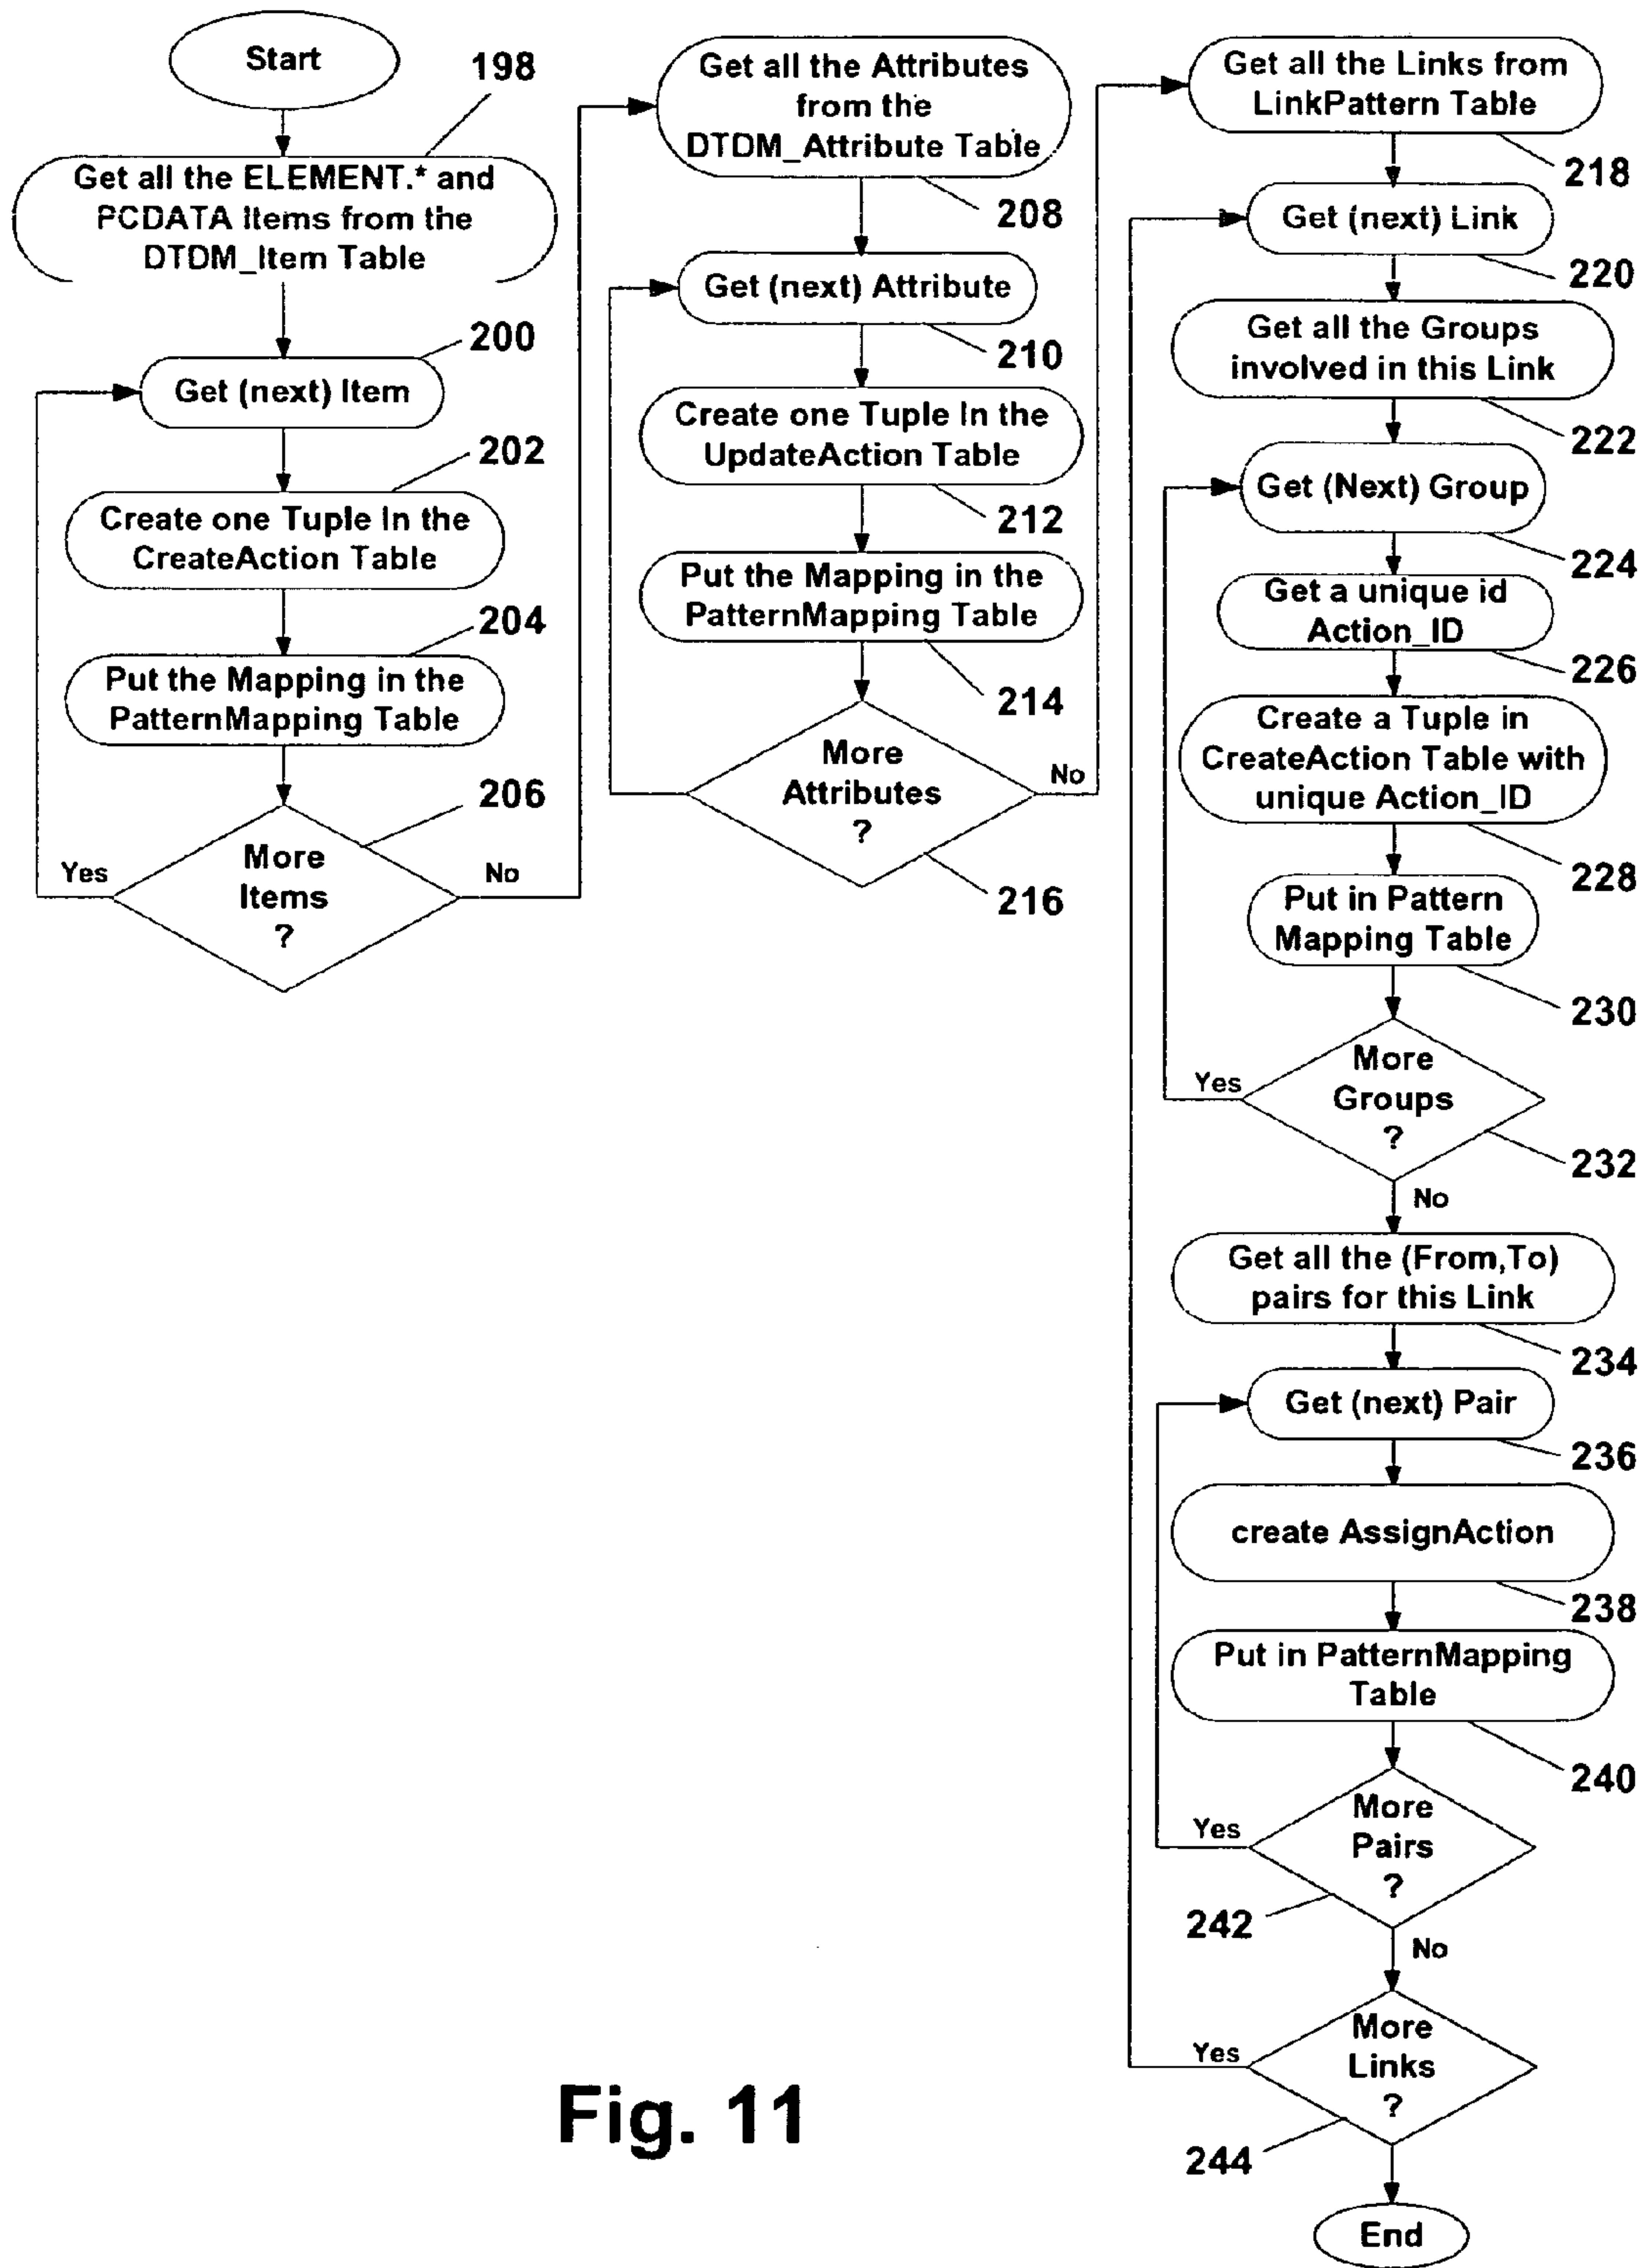 Start
198
Get all the ELEMENT.* and
PCDATA Items from the
DTDM_Item Table
200
Get (next) Item
202
Create one Tuple In the
CreateAction Table
204
Put the Mapping in the
PatternMapping Table
206
More
Items
?
Yes
No
Get all the Attributes
from the
DTDM_Attribute Table
208
Get (next) Attribute
210
Create one Tuple In the
UpdateAction Table
212
Put the Mapping in the
PatternMapping Table
214
More
Attributes
?
No
216
Get all the Links from
LinkPattern Table
218
Get (next) Link
220
Get all the Groups
involved in this Link
222
Get (Next) Group
224
Get a unique id
Action_ID
226
Create a Tuple in
CreateAction Table with
unique Action_ID
228
Put in Pattern
Mapping Table
230
More
Groups
?
Yes
232
No
Get all the (From,To)
pairs for this Link
234
Get (next) Pair
236
create AssignAction
238
Put in PatternMapping
Table
240
More
Pairs
?
Yes
242
No
More
Links
?
Yes
244
End
Fig. 11